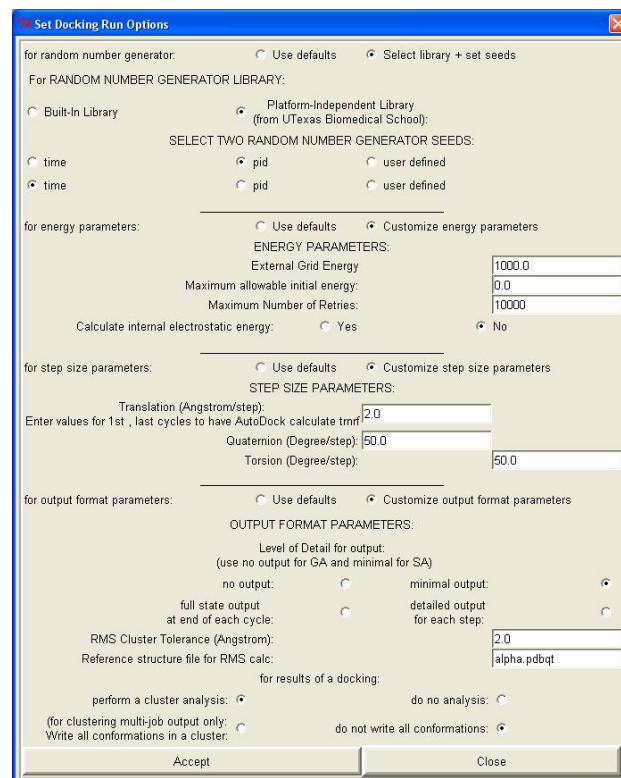 Set Docking Run Options
for random number generator: Use defaults Select library + set seeds
For RANDOM NUMBER GENERATOR LIBRARY:
Built-In Library Platform-Independent Library
(from UTexas Biomedical School):
SELECT TWO RANDOM NUMBER GENERATOR SEEDS:
time pid user defined
time pid user defined
for energy parameters: Use defaults Customize energy parameters
ENERGY PARAMETERS:
External Grid Energy 1000.0
Maximum allowable initial energy: 0.0
Maximum Number of Retries: 10000
Calculate internal electrostatic energy: Yes No
for step size parameters: Use defaults Customize step size parameters
STEP SIZE PARAMETERS:
Translation (Angstrom/step): 2.0
Enter values for 1st , last cycles to have AutoDock calculate trnrf
Quaternion (Degree/step): 50.0
Torsion (Degree/step): 50.0
for output format parameters: Use defaults Customize output format parameters
OUTPUT FORMAT PARAMETERS:
Level of Detail for output:
(use no output for GA and minimal for SA)
no output: minimal output:
full state output
at end of each cycle: detailed output
for each step:
RMS Cluster Tolerance (Angstrom): 2.0
Reference structure file for RMS calc: alpha.pdbqt
for results of a docking:
perform a cluster analysis: do no analysis:
(for clustering multi-job output only:
Write all conformations in a cluster: do not write all conformations:
Accept Close